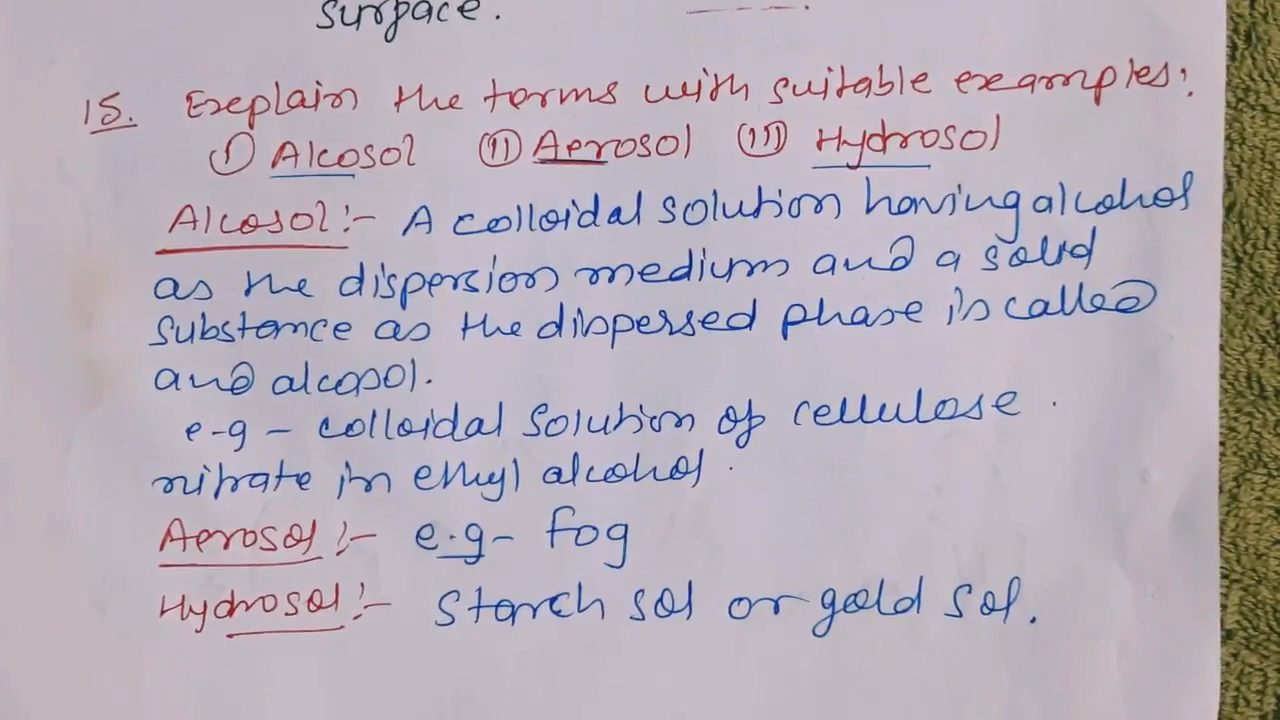 surface.
15. Explain the terms with suitable examples:
(I) Alcosol (II) Aerosol (III) Hydrosol
Alcosol:- A colloidal solution having alcohol
as the dispersion medium and a solid
substance as the dispersed phase is called
and alcosol.
e-g - colloidal solution of cellulose
nitrate in ethyl alcohol.
Aerosol:- e.g- fog
Hydrosol:- Starch sol or gold sol.